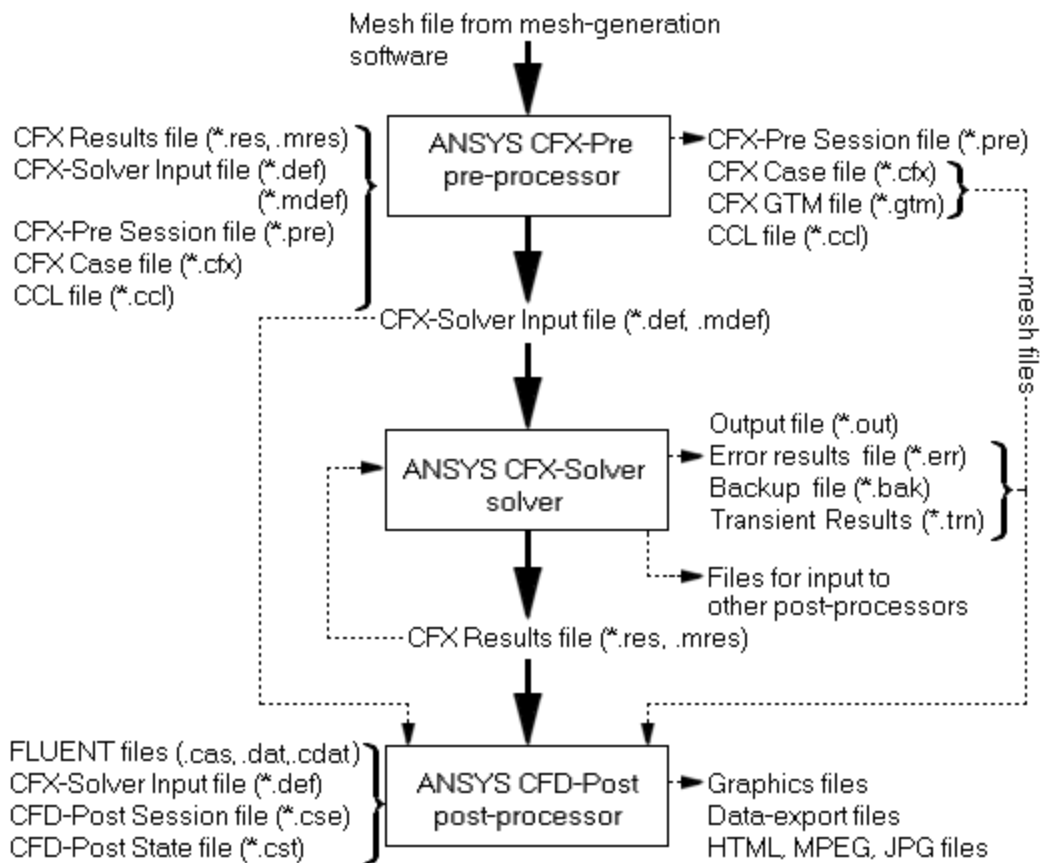 Mesh file from mesh-generation
software
CFX Results file (*.res, .mres)
CFX-Solver Input file (*.def)
(*.mdef)
CFX-Pre Session file (*.pre)
CFX Case file (*.cfx)
CCL file (*.ccl)
ANSYS CFX-Pre
pre-processor
CFX-Pre Session file (*.pre)
CFX Case file (*.cfx)
CFX GTM file (*.gtm)
CCL file (*.ccl)
mesh files
CFX-Solver Input file (*.def, .mdef)
ANSYS CFX-Solver
solver
Output file (*.out)
Error results file (*.err)
Backup file (*.bak)
Transient Results (*.trn)
Files for input to
other post-processors
CFX Results file (*.res, .mres)
FLUENT files (.cas, .dat,.cdat)
CFX-Solver Input file (*.def)
CFD-Post Session file (*.cse)
CFD-Post State file (*.cst)
ANSYS CFD-Post
post-processor
Graphics files
Data-export files
HTML, MPEG, JPG files